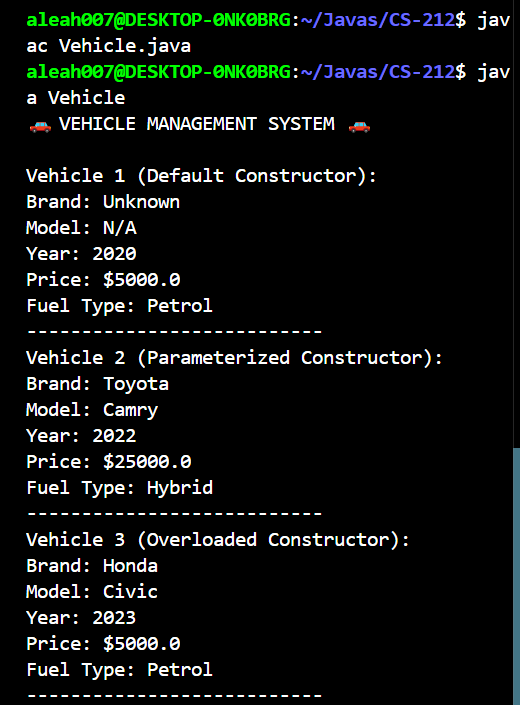 aleah007@DESKTOP-0NK0BRG:~/Javas/CS-212$ jav
ac Vehicle.java
aleah007@DESKTOP-0NK0BRG:~/Javas/CS-212$ jav
a Vehicle
🚗 VEHICLE MANAGEMENT SYSTEM 🚗
Vehicle 1 (Default Constructor):
Brand: Unknown
Model: N/A
Year: 2020
Price: $5000.0
Fuel Type: Petrol
---------------------------
Vehicle 2 (Parameterized Constructor):
Brand: Toyota
Model: Camry
Year: 2022
Price: $25000.0
Fuel Type: Hybrid
---------------------------
Vehicle 3 (Overloaded Constructor):
Brand: Honda
Model: Civic
Year: 2023
Price: $5000.0
Fuel Type: Petrol
---------------------------